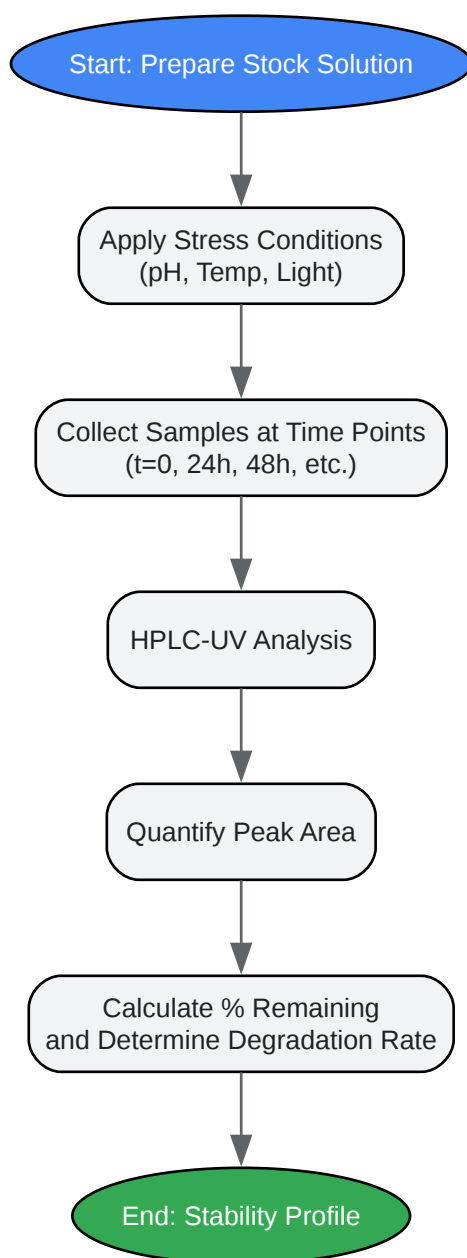 Start: Prepare Stock Solution
Apply Stress Conditions
(pH, Temp, Light)
Collect Samples at Time Points
(t=0, 24h, 48h, etc.)
HPLC-UV Analysis
Quantify Peak Area
Calculate % Remaining
and Determine Degradation Rate
End: Stability Profile